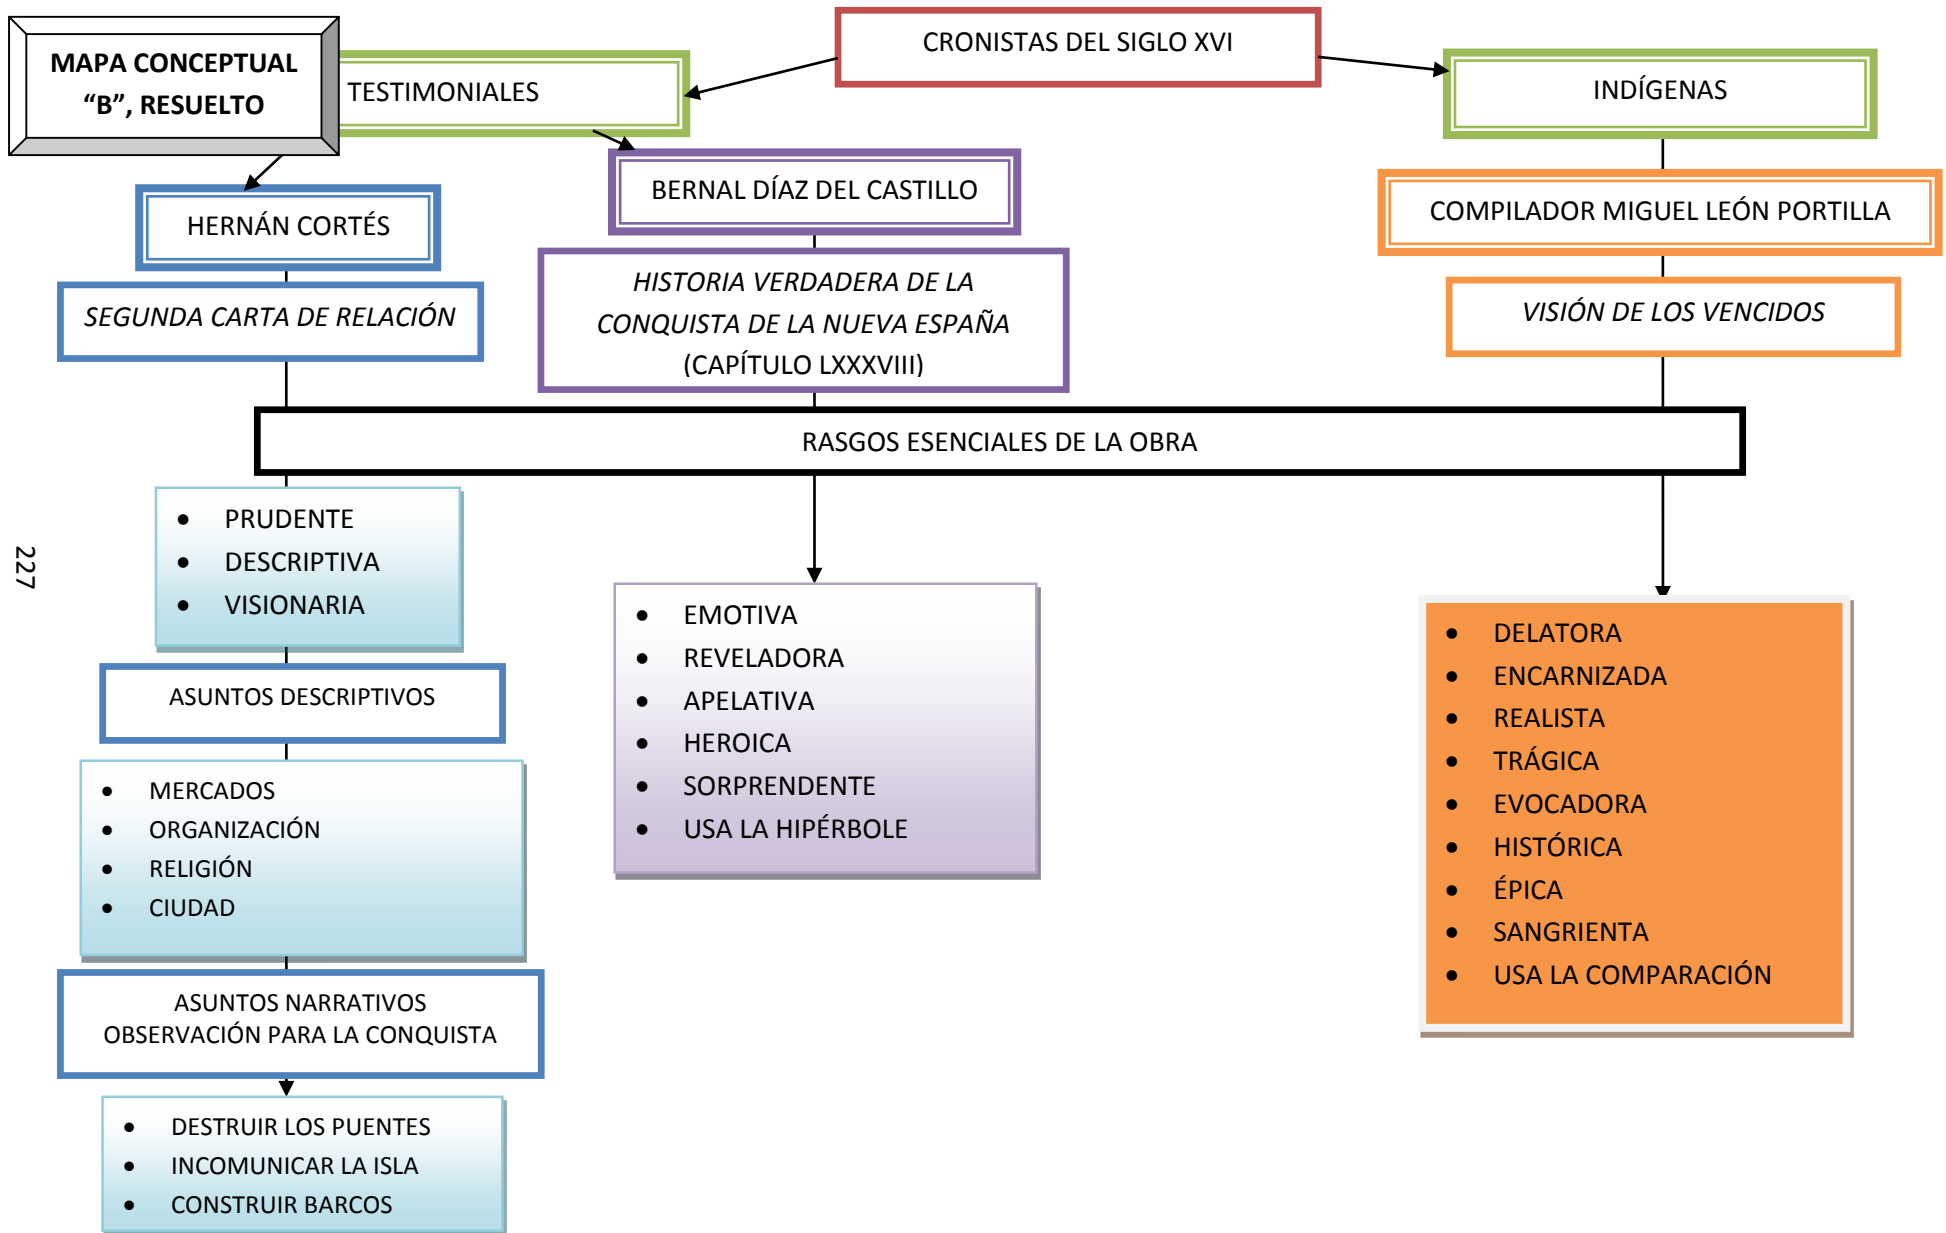 MAPA CONCEPTUAL
“B”, RESUELTO
CRONISTAS DEL SIGLO XVI
TESTIMONIALES
INDÍGENAS
HERNÁN CORTÉS
BERNAL DÍAZ DEL CASTILLO
COMPILADOR MIGUEL LEÓN PORTILLA
SEGUNDA CARTA DE RELACIÓN
HISTORIA VERDADERA DE LA
CONQUISTA DE LA NUEVA ESPAÑA
(CAPÍTULO LXXXVIII)
VISIÓN DE LOS VENCIDOS
RASGOS ESENCIALES DE LA OBRA
• PRUDENTE
• DESCRIPTIVA
• VISIONARIA
ASUNTOS DESCRIPTIVOS
• MERCADOS
• ORGANIZACIÓN
• RELIGIÓN
• CIUDAD
ASUNTOS NARRATIVOS
OBSERVACIÓN PARA LA CONQUISTA
• DESTRUIR LOS PUENTES
• INCOMUNICAR LA ISLA
• CONSTRUIR BARCOS
• EMOTIVA
• REVELADORA
• APELATIVA
• HEROICA
• SORPRENDENTE
• USA LA HIPÉRBOLE
• DELATORA
• ENCARNIZADA
• REALISTA
• TRÁGICA
• EVOCADORA
• HISTÓRICA
• ÉPICA
• SANGRIENTA
• USA LA COMPARACIÓN
227